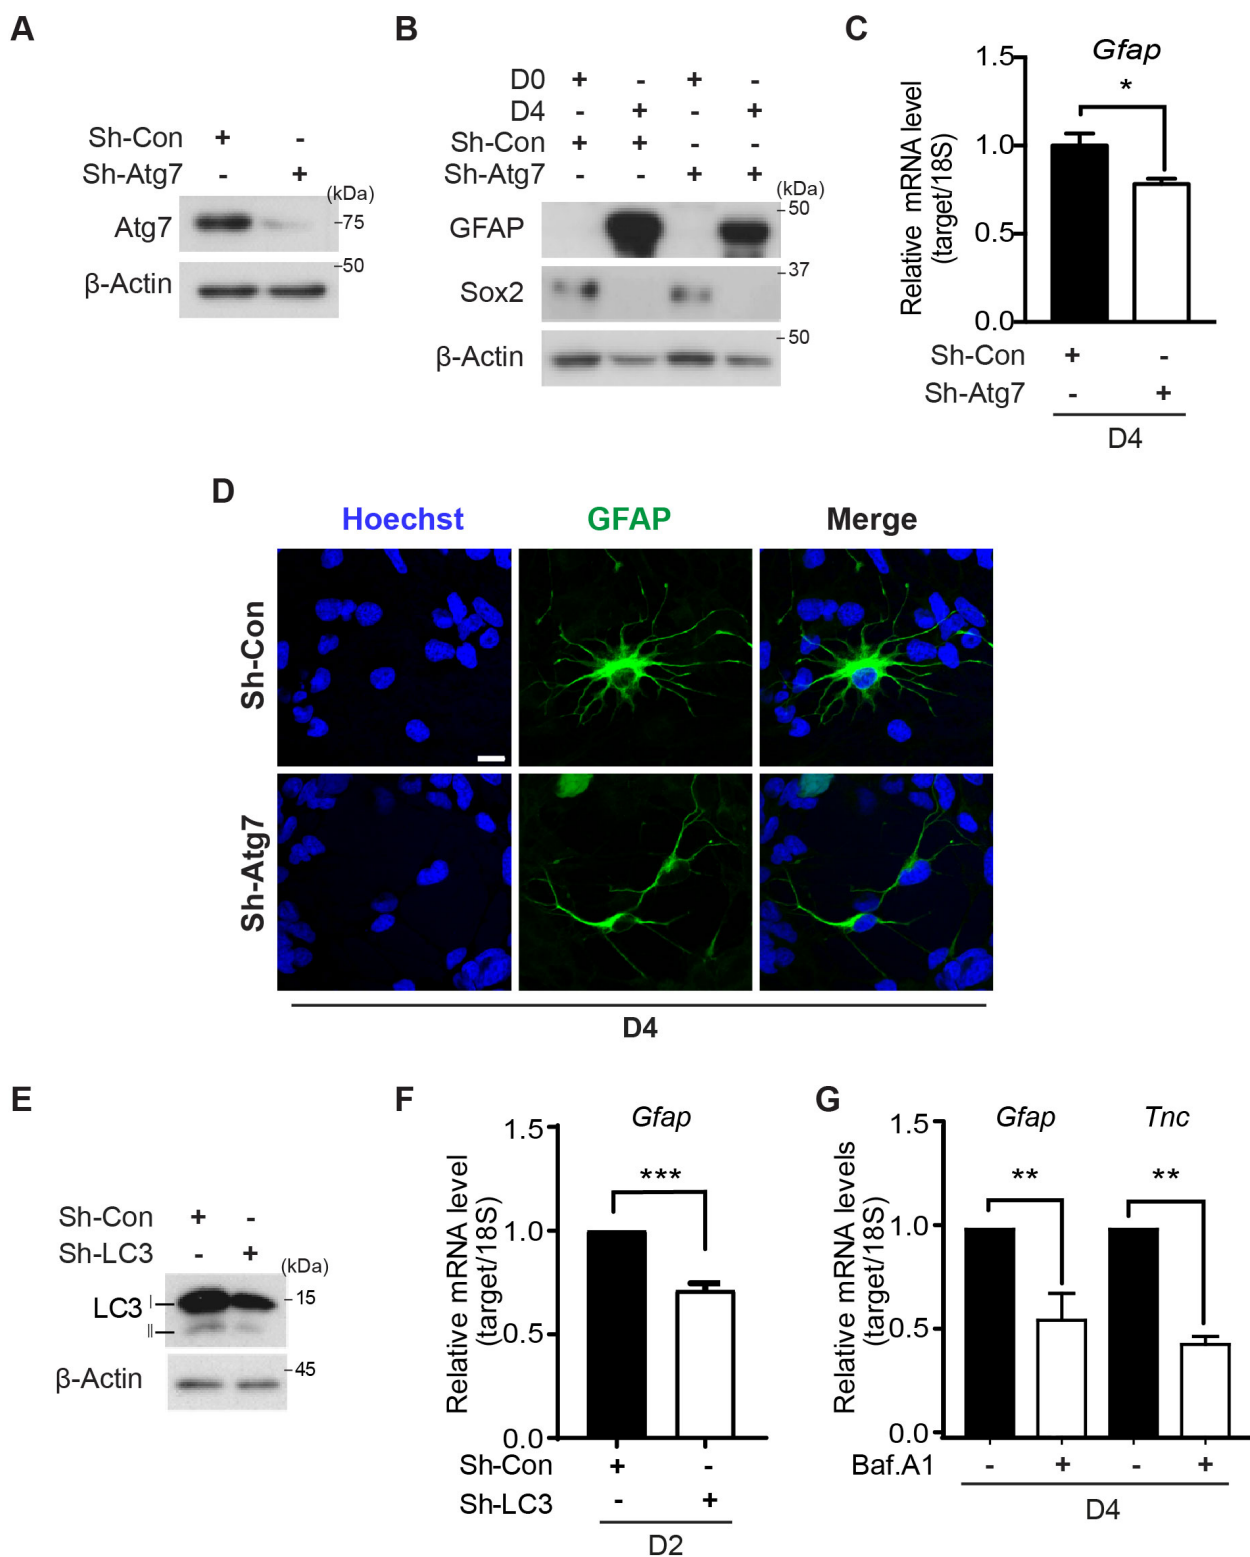 A
Sh-Con + -
Sh-Atg7 - +
(kDa)
Atg7 -75
-50
β-Actin
B
D0 + - + -
D4 - + - +
Sh-Con + + - -
Sh-Atg7 - - + +
(kDa)
-50
GFAP
-37
Sox2
-50
β-Actin
C
Gfap
*
Relative mRNA level
(target/18S)
1.5
1.0
0.5
0.0
Sh-Con + -
Sh-Atg7 - +
D4
D
Hoechst GFAP Merge
Sh-Con
Sh-Atg7
D4
E
Sh-Con + -
Sh-LC3 - +
(kDa)
LC3 I -15
II
-45
β-Actin
F
Gfap
***
Relative mRNA level
(target/18S)
1.5
1.0
0.5
0.0
Sh-Con + -
Sh-LC3 - +
D2
G
Gfap Tnc
** **
Relative mRNA levels
(target/18S)
1.5
1.0
0.5
0.0
Baf.A1 - + - +
D4